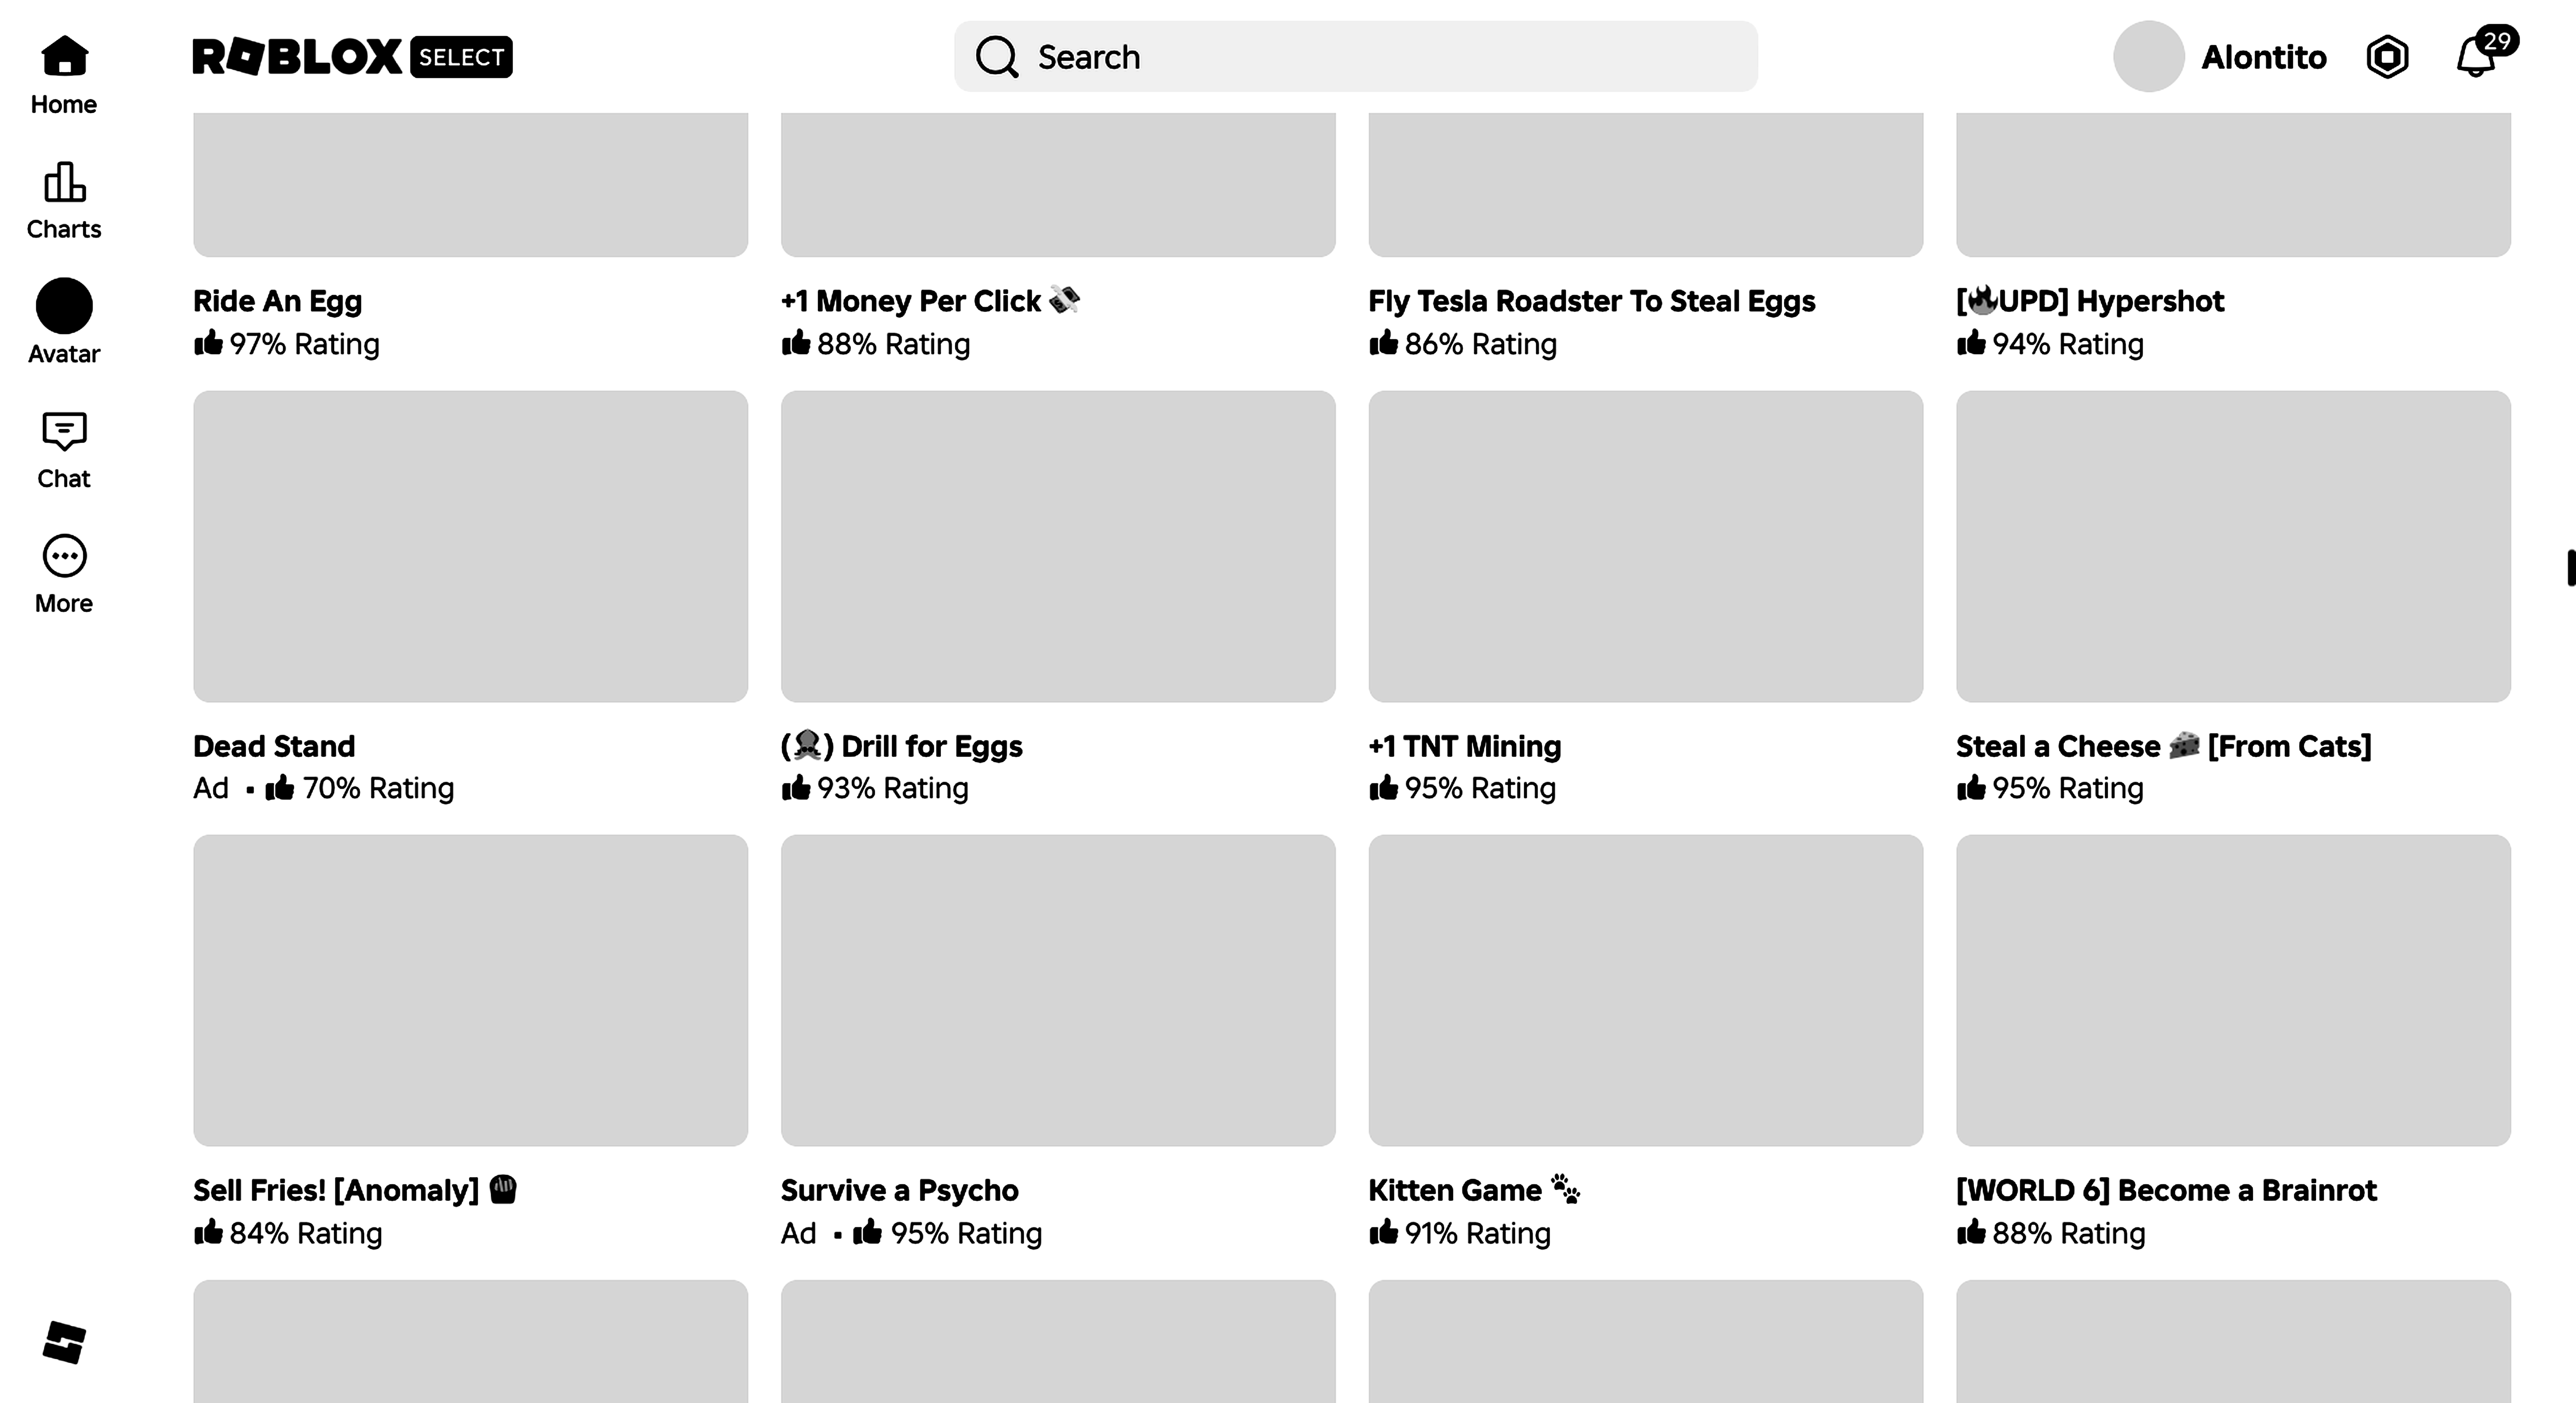 ROBLOX SELECT
Search
Alontito
29
Home
Charts
Avatar
Chat
More
Ride An Egg
97% Rating
+1 Money Per Click 💸
88% Rating
Fly Tesla Roadster To Steal Eggs
86% Rating
[🔥UPD] Hypershot
94% Rating
Dead Stand
Ad ▪ 70% Rating
(🦑) Drill for Eggs
93% Rating
+1 TNT Mining
95% Rating
Steal a Cheese 🧀 [From Cats]
95% Rating
Sell Fries! [Anomaly] 🍟
84% Rating
Survive a Psycho
Ad ▪ 95% Rating
Kitten Game 🐾
91% Rating
[WORLD 6] Become a Brainrot
88% Rating